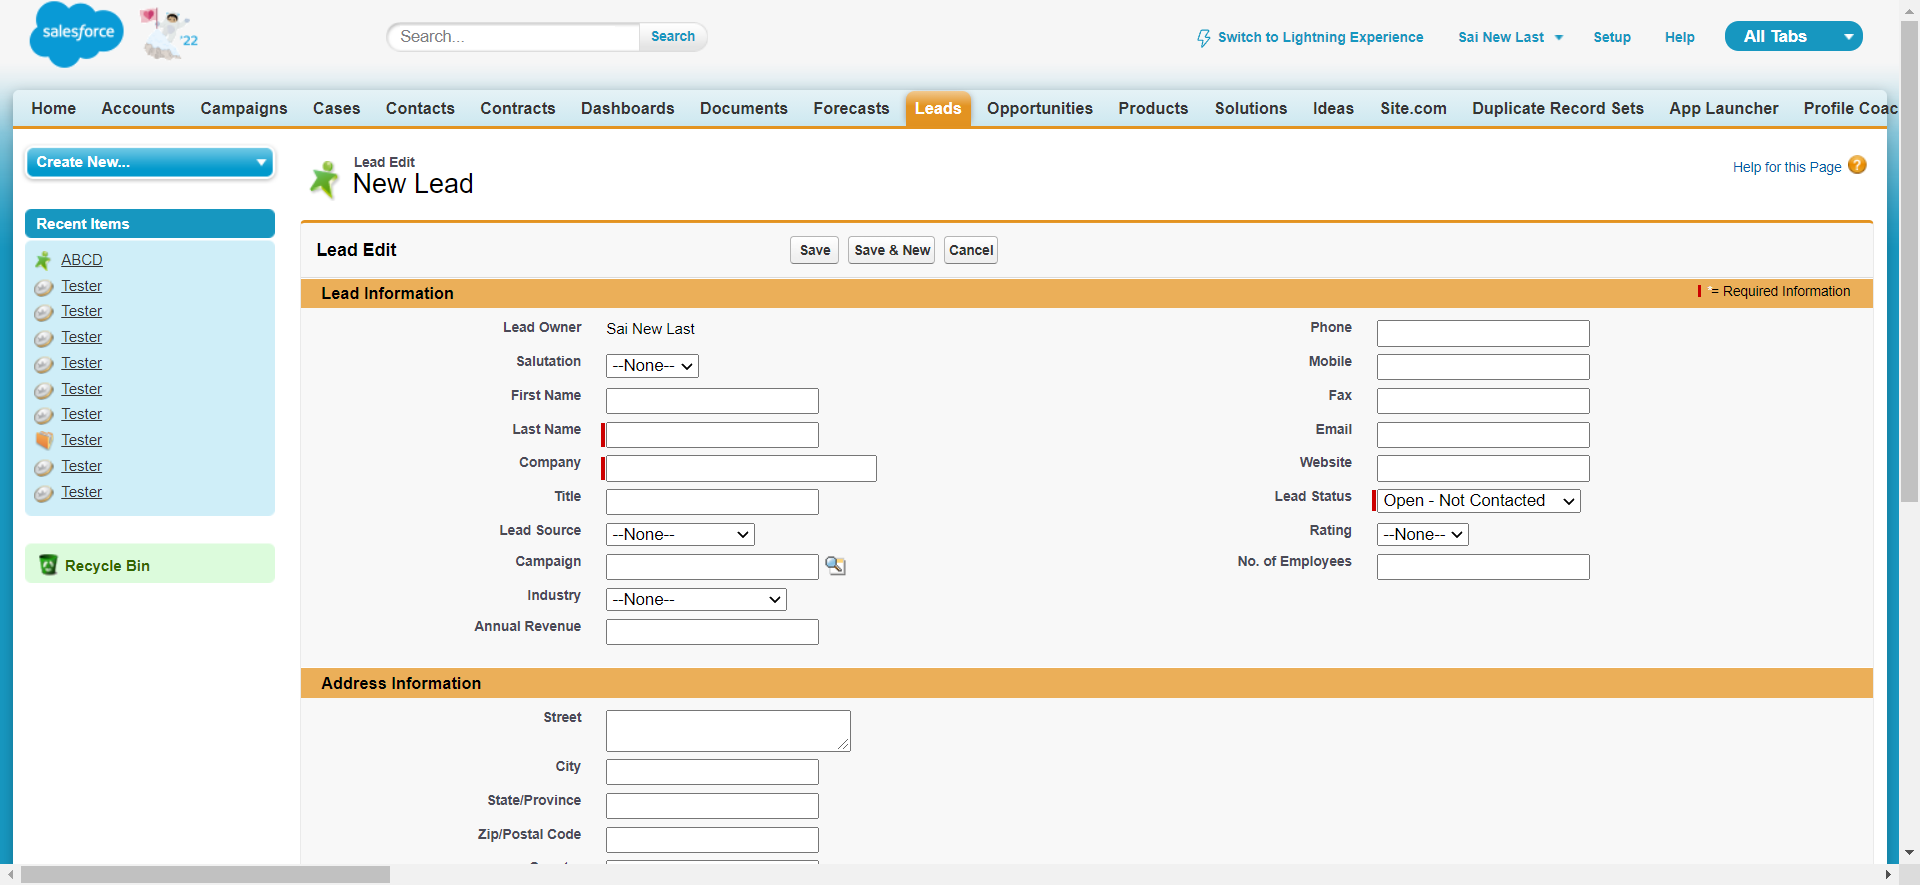 salesforce
'22
Search...
Search
Switch to Lightning Experience
Sai New Last
Setup
Help
All Tabs
Home Accounts Campaigns Cases Contacts Contracts Dashboards Documents Forecasts Leads Opportunities Products Solutions Ideas Site.com Duplicate Record Sets App Launcher Profile Coac
Create New...
Recent Items
ABCD
Tester
Tester
Tester
Tester
Tester
Tester
Tester
Tester
Tester
Recycle Bin
Lead Edit
New Lead
Help for this Page
Lead Edit
Save
Save & New
Cancel
Lead Information
= Required Information
Lead Owner Sai New Last
Salutation --None--
First Name
Last Name
Company
Title
Lead Source --None--
Campaign
Industry --None--
Annual Revenue
Phone
Mobile
Fax
Email
Website
Lead Status Open - Not Contacted
Rating --None--
No. of Employees
Address Information
Street
City
State/Province
Zip/Postal Code